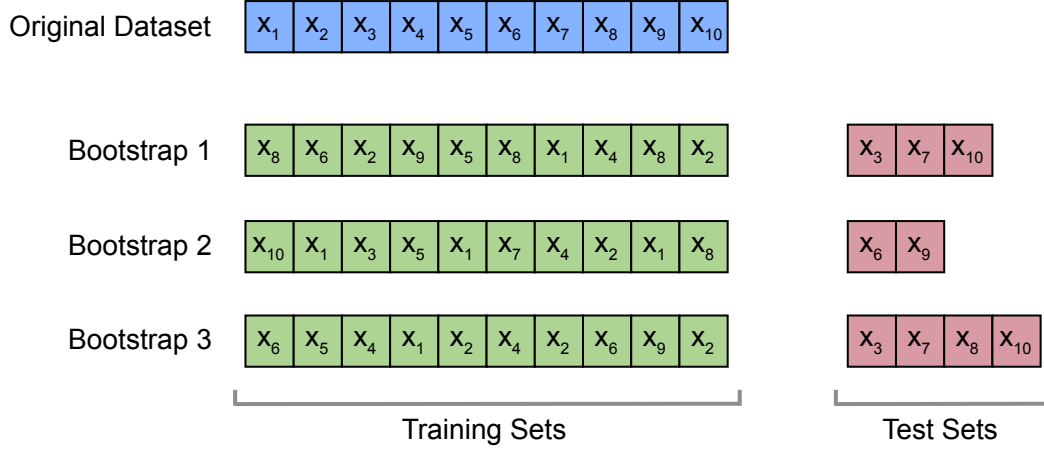 Original Dataset x₁ x₂ x₃ x₄ x₅ x₆ x₇ x₈ x₉ x₁₀
Bootstrap 1 x₈ x₆ x₂ x₉ x₅ x₈ x₁ x₄ x₈ x₂ x₃ x₇ x₁₀
Bootstrap 2 x₁₀ x₁ x₃ x₅ x₁ x₇ x₄ x₂ x₁ x₈ x₆ x₉
Bootstrap 3 x₆ x₅ x₄ x₁ x₂ x₄ x₂ x₆ x₉ x₂ x₃ x₇ x₈ x₁₀
Training Sets Test Sets